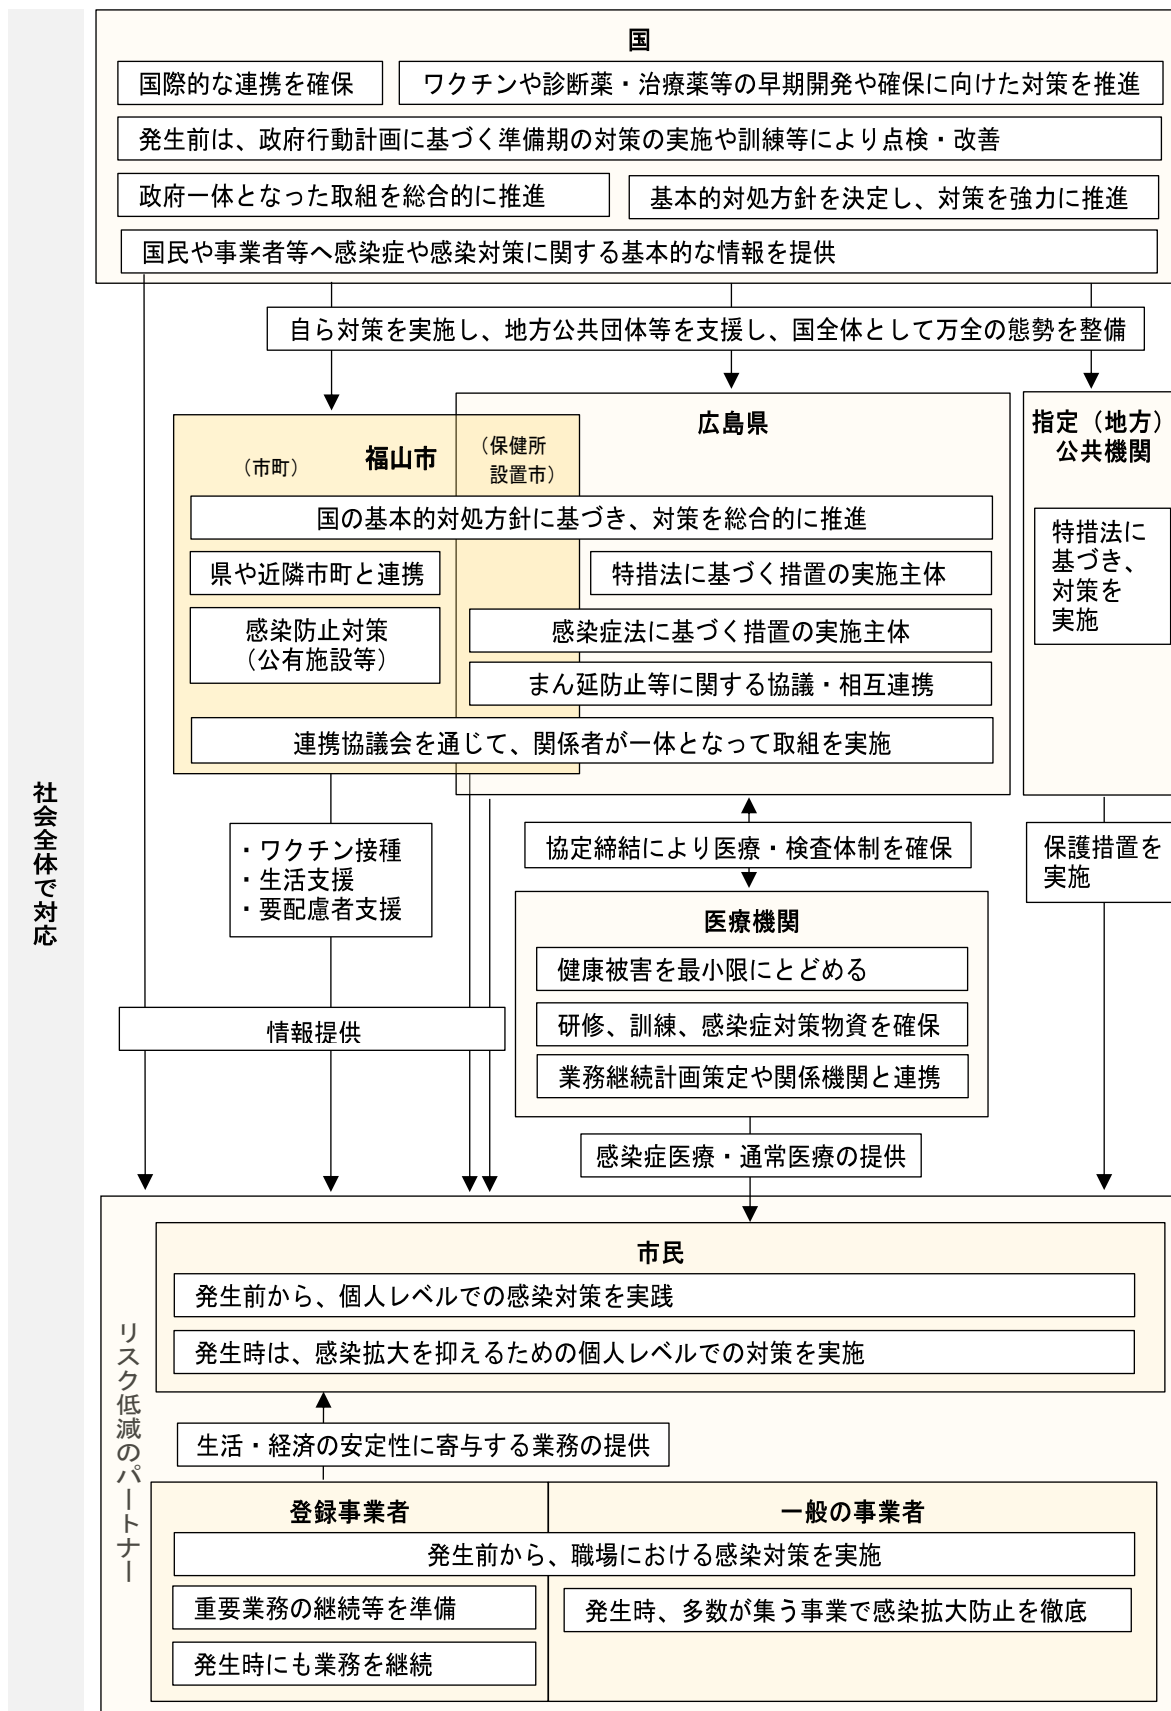 社会全体で対応
国
国際的な連携を確保
ワクチンや診断薬・治療薬等の早期開発や確保に向けた対策を推進
発生前は、政府行動計画に基づく準備期の対策の実施や訓練等により点検・改善
政府一体となった取組を総合的に推進
基本的対処方針を決定し、対策を強力に推進
国民や事業者等へ感染症や感染対策に関する基本的な情報を提供
自ら対策を実施し、地方公共団体等を支援し、国全体として万全の態勢を整備
広島県
福山市
（市町）
（保健所
設置市）
国の基本的対処方針に基づき、対策を総合的に推進
県や近隣市町と連携
特措法に基づく措置の実施主体
感染防止対策
（公有施設等）
感染症法に基づく措置の実施主体
まん延防止等に関する協議・相互連携
連携協議会を通じて、関係者が一体となって取組を実施
指定（地方）
公共機関
特措法に
基づき、
対策を
実施
・ワクチン接種
・生活支援
・要配慮者支援
協定締結により医療・検査体制を確保
保護措置を
実施
医療機関
健康被害を最小限にとどめる
研修、訓練、感染症対策物資を確保
業務継続計画策定や関係機関と連携
情報提供
感染症医療・通常医療の提供
リスク低減のパートナー
市民
発生前から、個人レベルでの感染対策を実践
発生時は、感染拡大を抑えるための個人レベルでの対策を実施
生活・経済の安定性に寄与する業務の提供
登録事業者
一般の事業者
発生前から、職場における感染対策を実施
重要業務の継続等を準備
発生時、多数が集う事業で感染拡大防止を徹底
発生時にも業務を継続